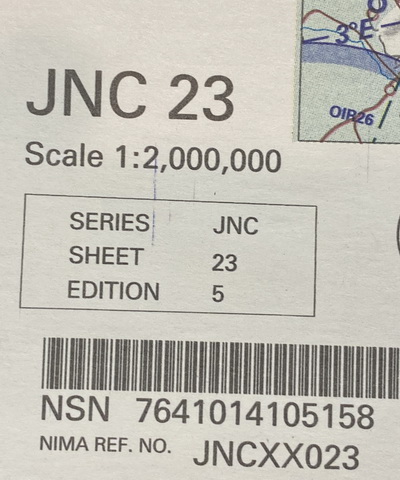 3°E
OIR26
JNC 23
Scale 1:2,000,000
SERIES JNC
SHEET 23
EDITION 5
NSN 7641014105158
NIMA REF. NO. JNCXX023